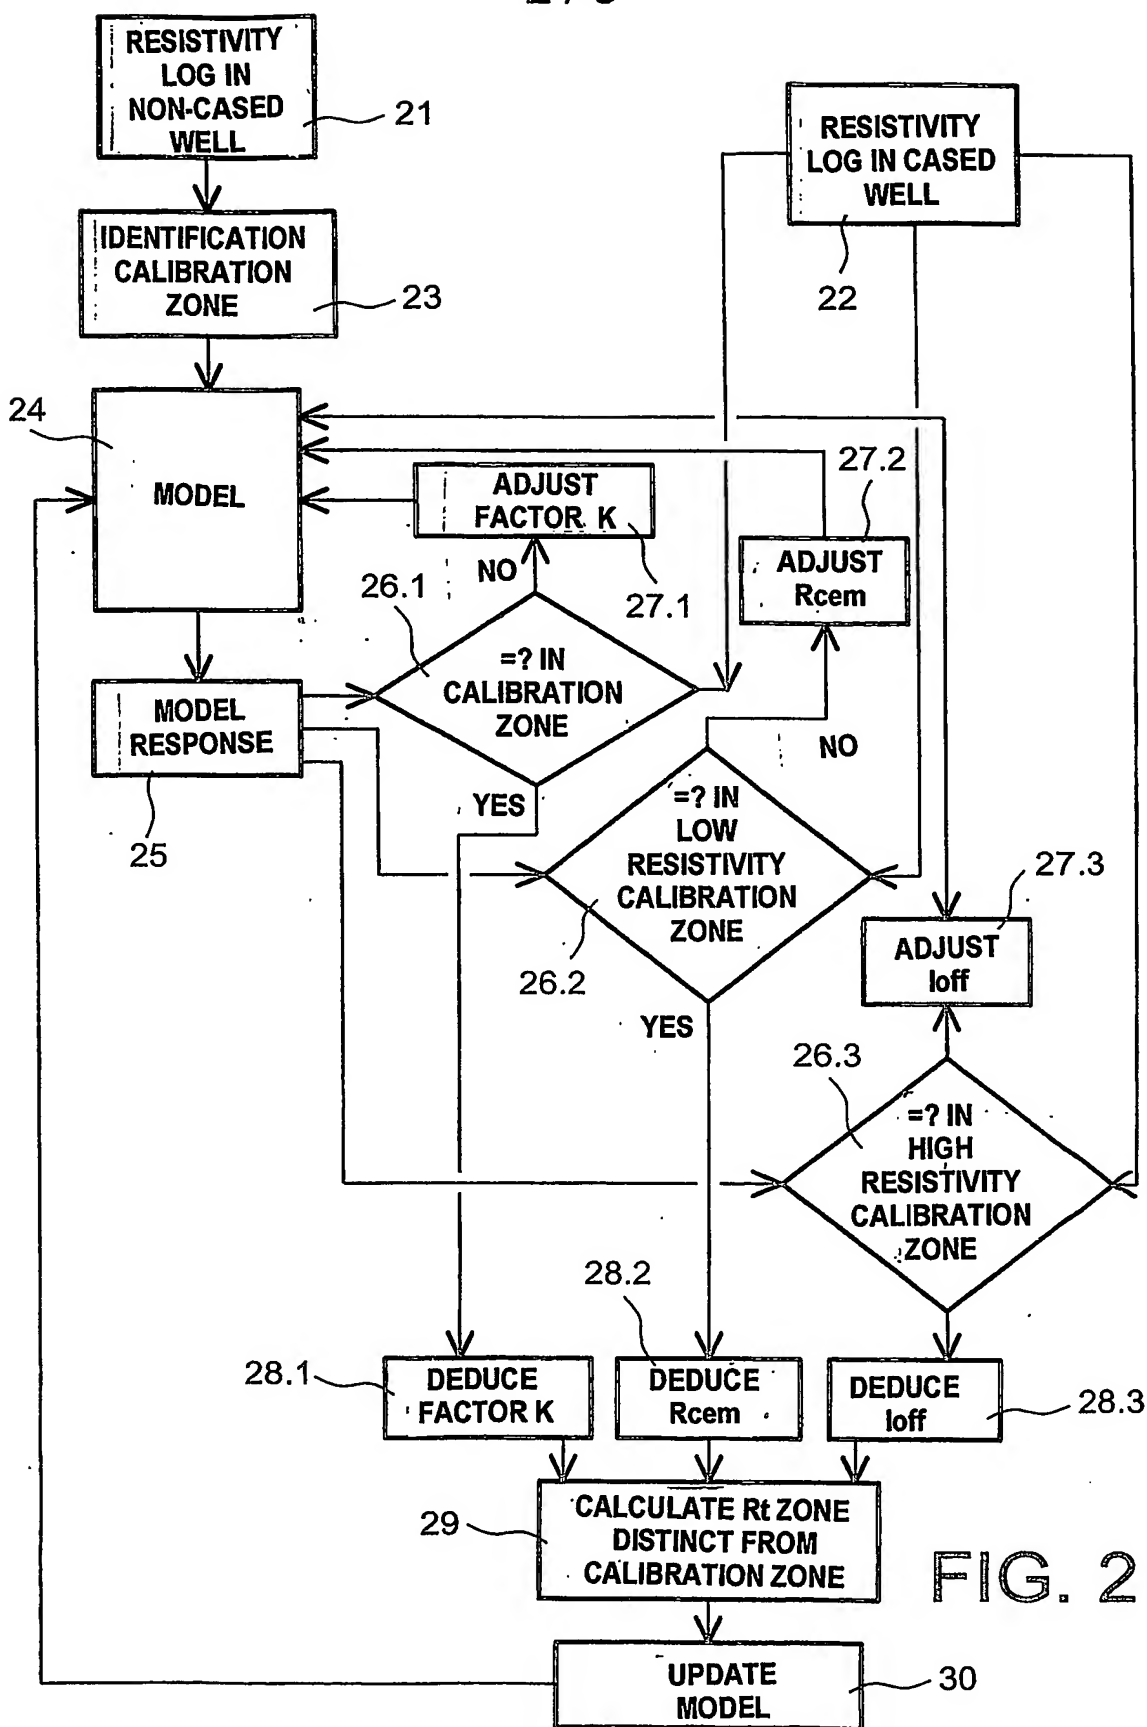 RESISTIVITY
LOG IN
NON-CASED
WELL
21
RESISTIVITY
LOG IN CASED
WELL
22
IDENTIFICATION
CALIBRATION
ZONE
23
24
MODEL
ADJUST
FACTOR K
27.1
27.2
ADJUST
Rcem
NO
26.1
=? IN
CALIBRATION
ZONE
NO
MODEL
RESPONSE
25
YES
=? IN
LOW
RESISTIVITY
CALIBRATION
ZONE
26.2
YES
27.3
ADJUST
Ioff
26.3
=? IN
HIGH
RESISTIVITY
CALIBRATION
ZONE
28.1
DEDUCE
FACTOR K
28.2
DEDUCE
Rcem
DEDUCE
Ioff
28.3
29
CALCULATE Rt ZONE
DISTINCT FROM
CALIBRATION ZONE
FIG. 2
UPDATE
MODEL
30